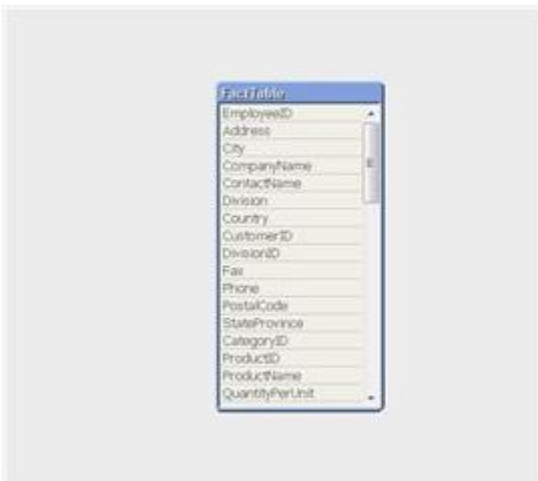 FactTable
EmployeeID
Address
City
CompanyName
ContactName
Division
Country
CustomerID
DivisionID
Fax
Phone
PostalCode
StateProvince
CategoryID
ProductID
ProductName
QuantityPerUnit